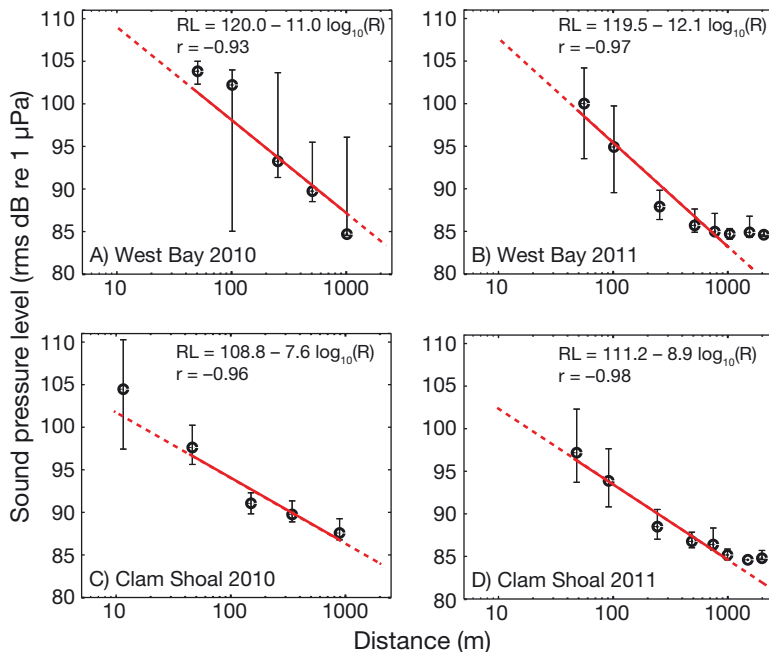 Sound pressure level (rms dB re 1 µPa)
105
100
95
90
85
80
RL = 120.0 – 11.0 log10(R)
r = –0.93
A) West Bay 2010
10
100
1000
105
100
95
90
85
80
RL = 119.5 – 12.1 log10(R)
r = –0.97
B) West Bay 2011
10
100
1000
110
105
100
95
90
85
80
RL = 108.8 – 7.6 log10(R)
r = –0.96
C) Clam Shoal 2010
10
100
1000
110
105
100
95
90
85
80
RL = 111.2 – 8.9 log10(R)
r = –0.98
D) Clam Shoal 2011
10
100
1000
Distance (m)